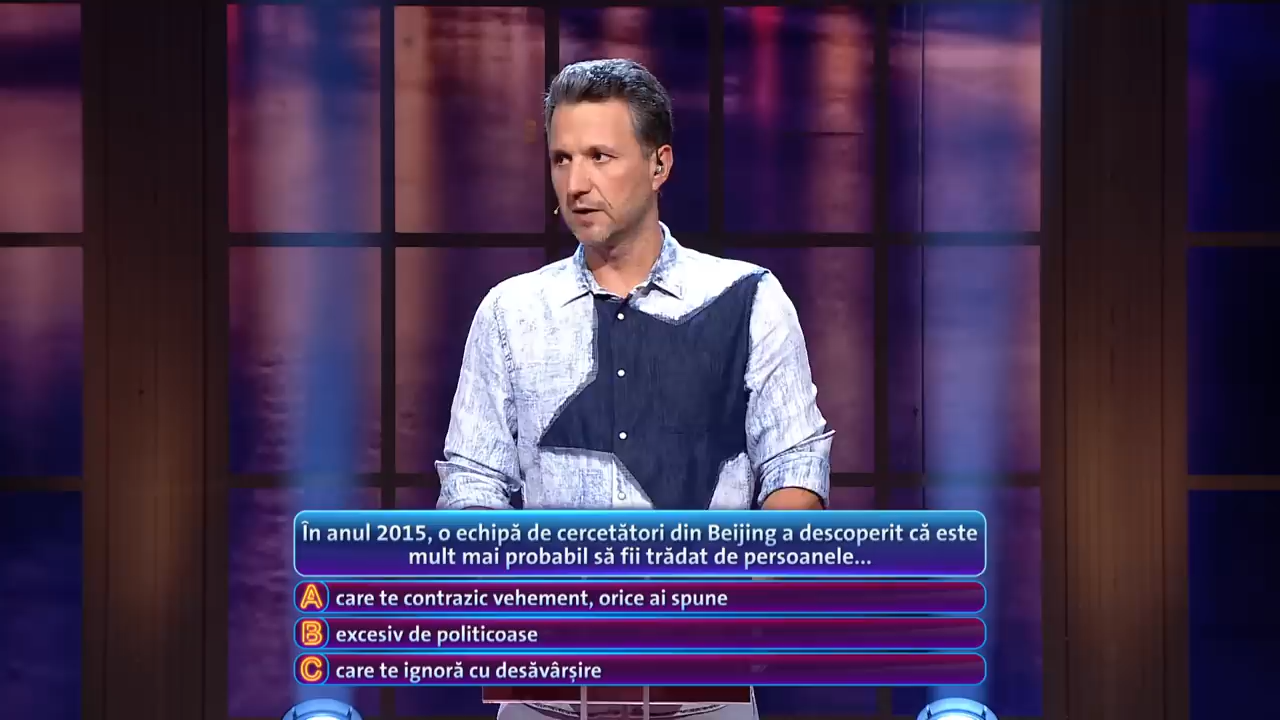 În anul 2015, o echipă de cercetători din Beijing a descoperit că este
mult mai probabil să fii trădat de persoanele...
A care te contrazic vehement, orice ai spune
B excesiv de politicoase
C care te ignoră cu desăvârșire